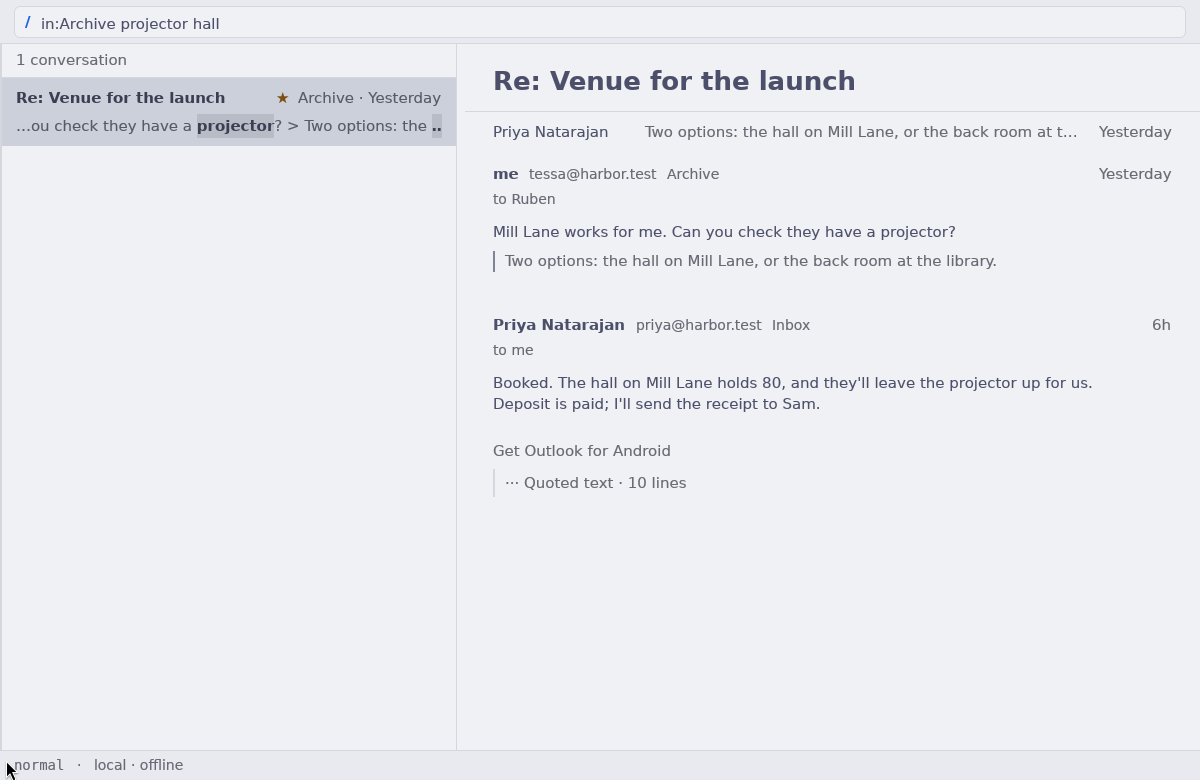 / in:Archive projector hall
1 conversation
Re: Venue for the launch ★ Archive · Yesterday
…ou check they have a projector? > Two options: the …
Re: Venue for the launch
Priya Natarajan Two options: the hall on Mill Lane, or the back room at t… Yesterday
me tessa@harbor.test Archive Yesterday
to Ruben
Mill Lane works for me. Can you check they have a projector?
Two options: the hall on Mill Lane, or the back room at the library.
Priya Natarajan priya@harbor.test Inbox 6h
to me
Booked. The hall on Mill Lane holds 80, and they'll leave the projector up for us.
Deposit is paid; I'll send the receipt to Sam.
Get Outlook for Android
··· Quoted text · 10 lines
normal · local · offline